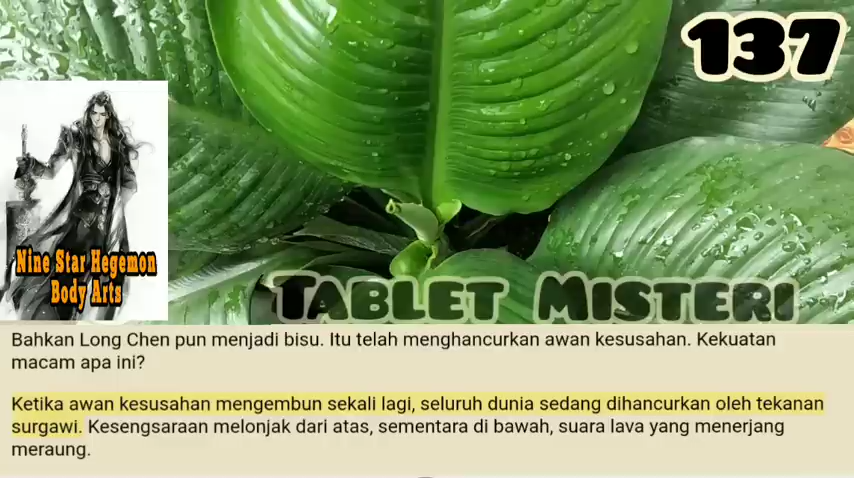 137
Nine Star Hegemon
Body Arts
TABLET MISTERI
Bahkan Long Chen pun menjadi bisu. Itu telah menghancurkan awan kesusahan. Kekuatan
macam apa ini?
Ketika awan kesusahan mengembun sekali lagi, seluruh dunia sedang dihancurkan oleh tekanan
surgawi. Kesengsaraan melonjak dari atas, sementara di bawah, suara lava yang menerjang
meraung.